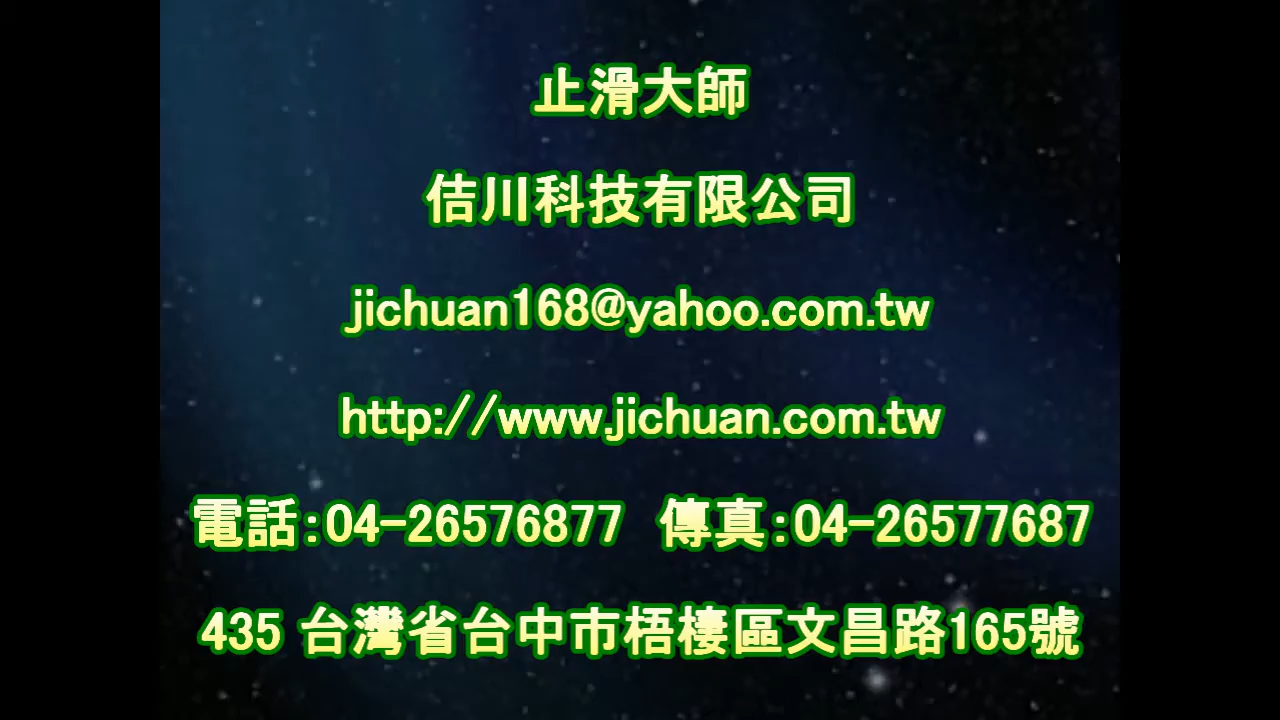 止滑大師
佶川科技有限公司
jichuan168@yahoo.com.tw
http://www.jichuan.com.tw
電話:04-26576877 傳真:04-26577687
435 台灣省台中市梧棲區文昌路165號